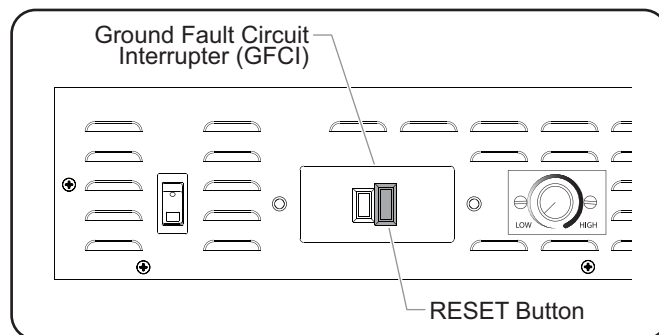 Ground Fault Circuit
Interrupter (GFCI)
LOW
HIGH
RESET Button